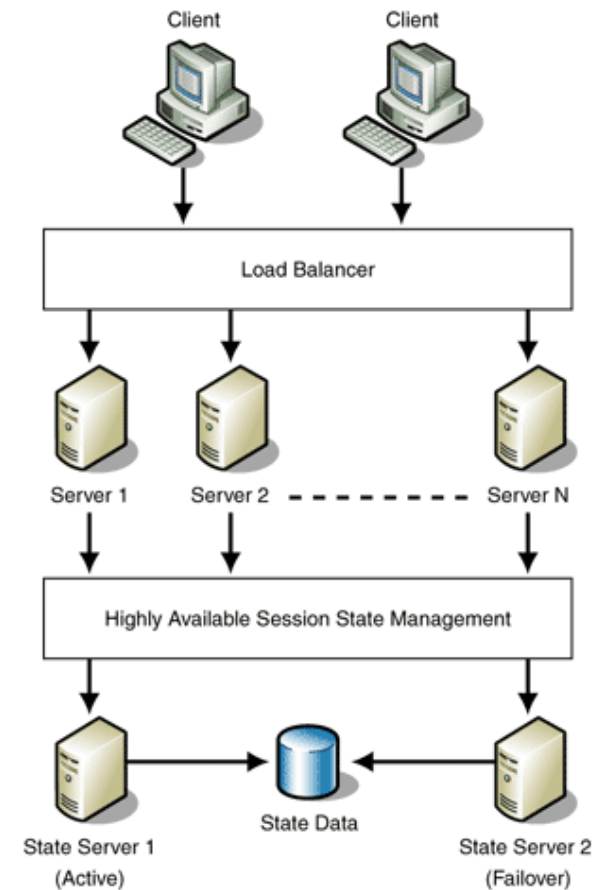 Client
Client
Load Balancer
Server 1
Server 2
Server N
Highly Available Session State Management
State Data
State Server 1
(Active)
State Server 2
(Failover)